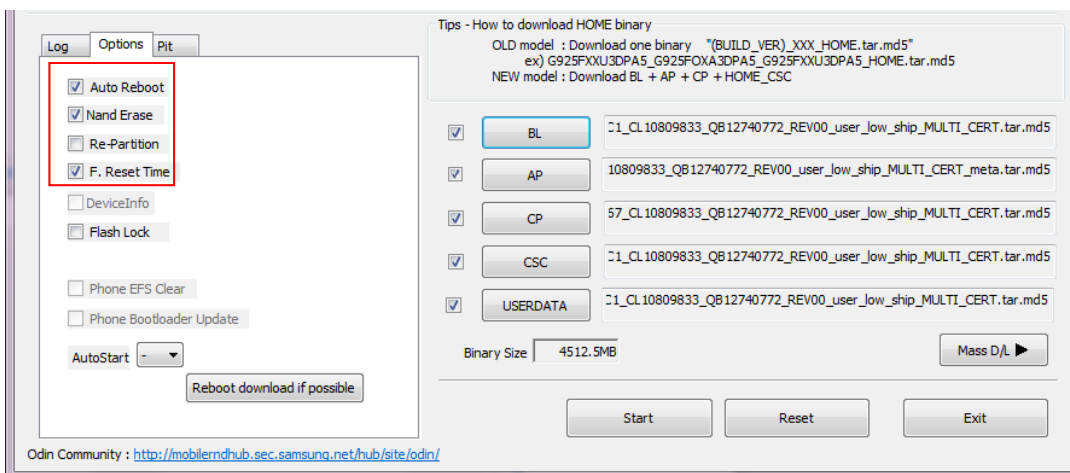 Log Options Pit
Auto Reboot
Nand Erase
Re-Partition
F. Reset Time
DeviceInfo
Flash Lock
Phone EFS Clear
Phone Bootloader Update
AutoStart -
Reboot download if possible
Tips - How to download HOME binary
OLD model : Download one binary "(BUILD_VER)_XXX_HOME.tar.md5"
ex) G925FXXU3DPA5_G925FOXA3DPA5_G925FXXU3DPA5_HOME.tar.md5
NEW model : Download BL + AP + CP + HOME_CSC
BL C1_CL10809833_QB12740772_REV00_user_low_ship_MULTI_CERT.tar.md5
AP 10809833_QB12740772_REV00_user_low_ship_MULTI_CERT_meta.tar.md5
CP 57_CL10809833_QB12740772_REV00_user_low_ship_MULTI_CERT.tar.md5
CSC C1_CL10809833_QB12740772_REV00_user_low_ship_MULTI_CERT.tar.md5
USERDATA C1_CL10809833_QB12740772_REV00_user_low_ship_MULTI_CERT.tar.md5
Binary Size 4512.5MB Mass D/L
Start Reset Exit
Odin Community : http://mobilerndhub.sec.samsung.net/hub/site/odin/